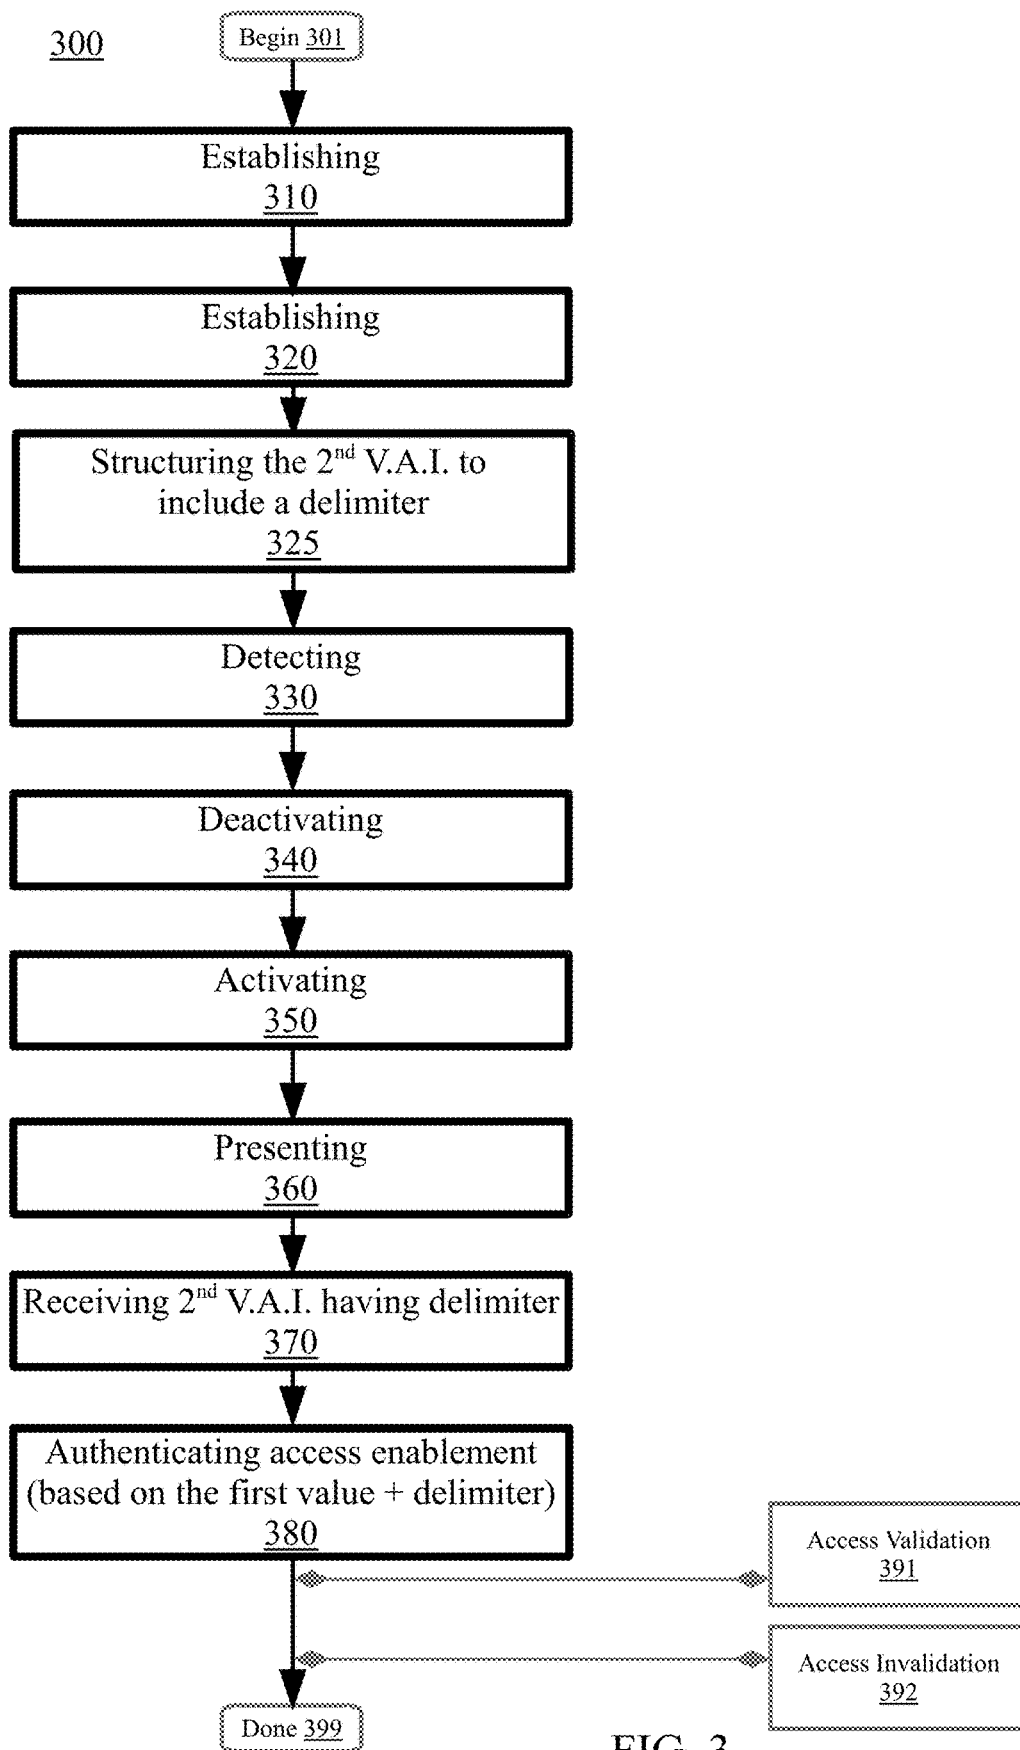 300
Begin 301
Establishing
310
Establishing
320
Structuring the 2nd V.A.I. to
include a delimiter
325
Detecting
330
Deactivating
340
Activating
350
Presenting
360
Receiving 2nd V.A.I. having delimiter
370
Authenticating access enablement
(based on the first value + delimiter)
380
Access Validation
391
Access Invalidation
392
Done 399
FIG. 3